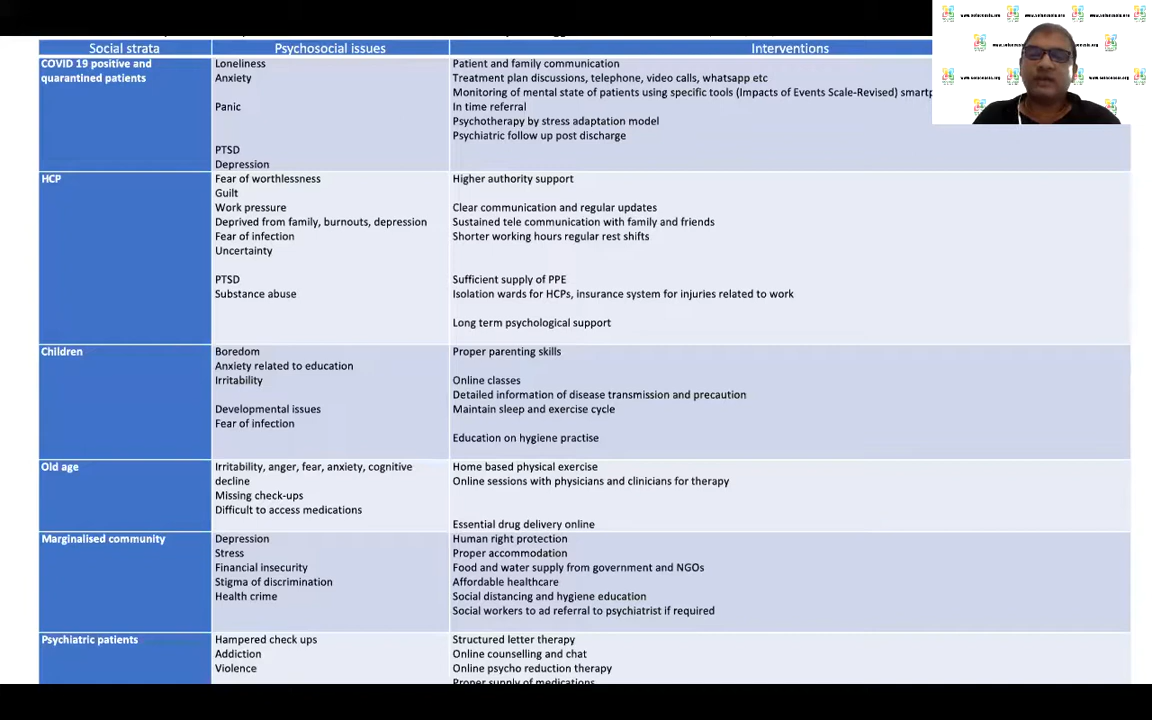 Social strata
Psychosocial issues
Interventions
COVID 19 positive and
quarantined patients
Loneliness
Anxiety
Panic
PTSD
Depression
Patient and family communication
Treatment plan discussions, telephone, video calls, whatsapp etc
Monitoring of mental state of patients using specific tools (Impacts of Events Scale-Revised)
In time referral
Psychotherapy by stress adaptation model
Psychiatric follow up post discharge
HCP
Fear of worthlessness
Guilt
Work pressure
Deprived from family, burnouts, depression
Fear of infection
Uncertainty
PTSD
Substance abuse
Higher authority support
Clear communication and regular updates
Sustained tele communication with family and friends
Shorter working hours regular rest shifts
Sufficient supply of PPE
Isolation wards for HCPs, insurance system for injuries related to work
Long term psychological support
Children
Boredom
Anxiety related to education
Irritability
Developmental issues
Fear of infection
Proper parenting skills
Online classes
Detailed information of disease transmission and precaution
Maintain sleep and exercise cycle
Education on hygiene practise
Old age
Irritability, anger, fear, anxiety, cognitive
decline
Missing check-ups
Difficult to access medications
Home based physical exercise
Online sessions with physicians and clinicians for therapy
Essential drug delivery online
Marginalised community
Depression
Stress
Financial insecurity
Stigma of discrimination
Health crime
Human right protection
Proper accommodation
Food and water supply from government and NGOs
Affordable healthcare
Social distancing and hygiene education
Social workers to ad referral to psychiatrist if required
Psychiatric patients
Hampered check ups
Addiction
Violence
Structured letter therapy
Online counselling and chat
Online psycho reduction therapy
Proper supply of medications